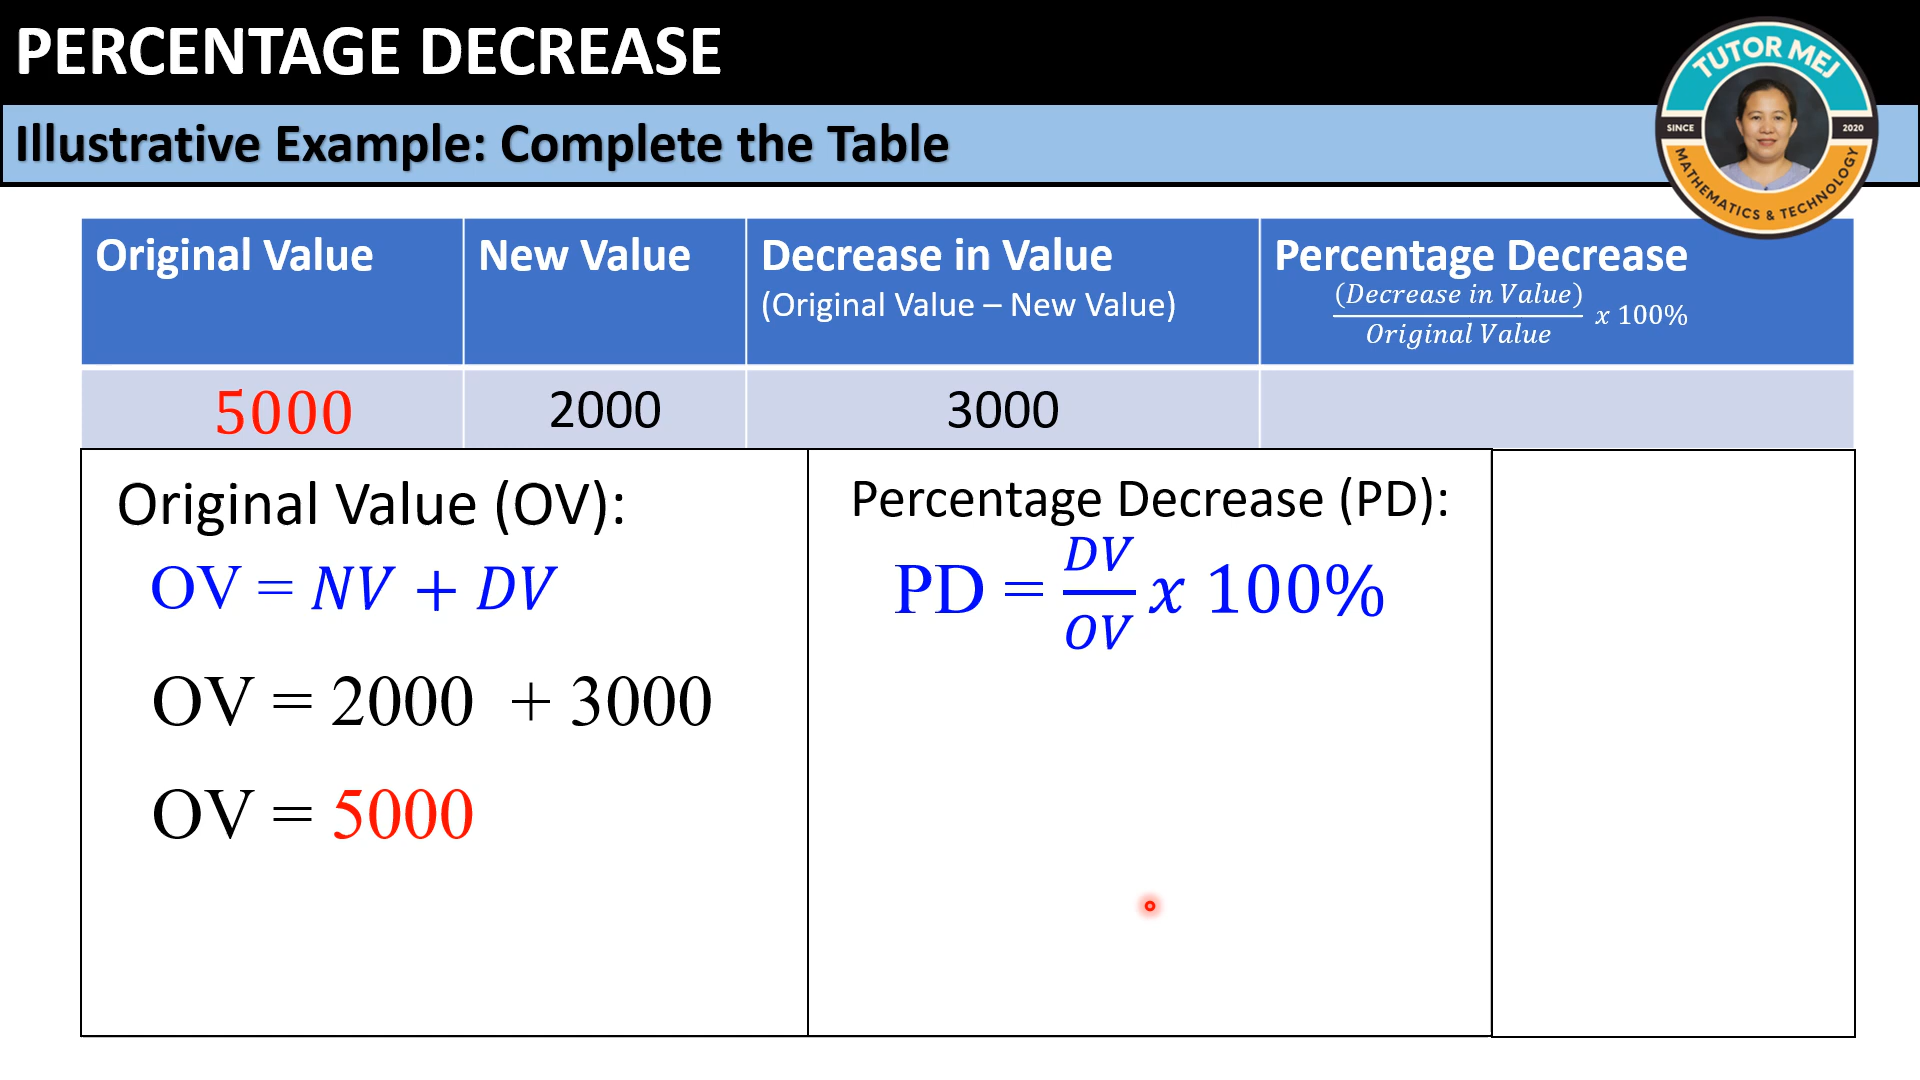 PERCENTAGE DECREASE
Illustrative Example: Complete the Table
TUTOR MEJ
SINCE 2020
MATHEMATICS & TECHNOLOGY
Original Value New Value Decrease in Value Percentage Decrease
(Original Value – New Value) (Decrease in Value)/Original Value x 100%
5000 2000 3000
Original Value (OV):
OV = NV + DV
OV = 2000 + 3000
OV = 5000
Percentage Decrease (PD):
PD = DV/OV x 100%